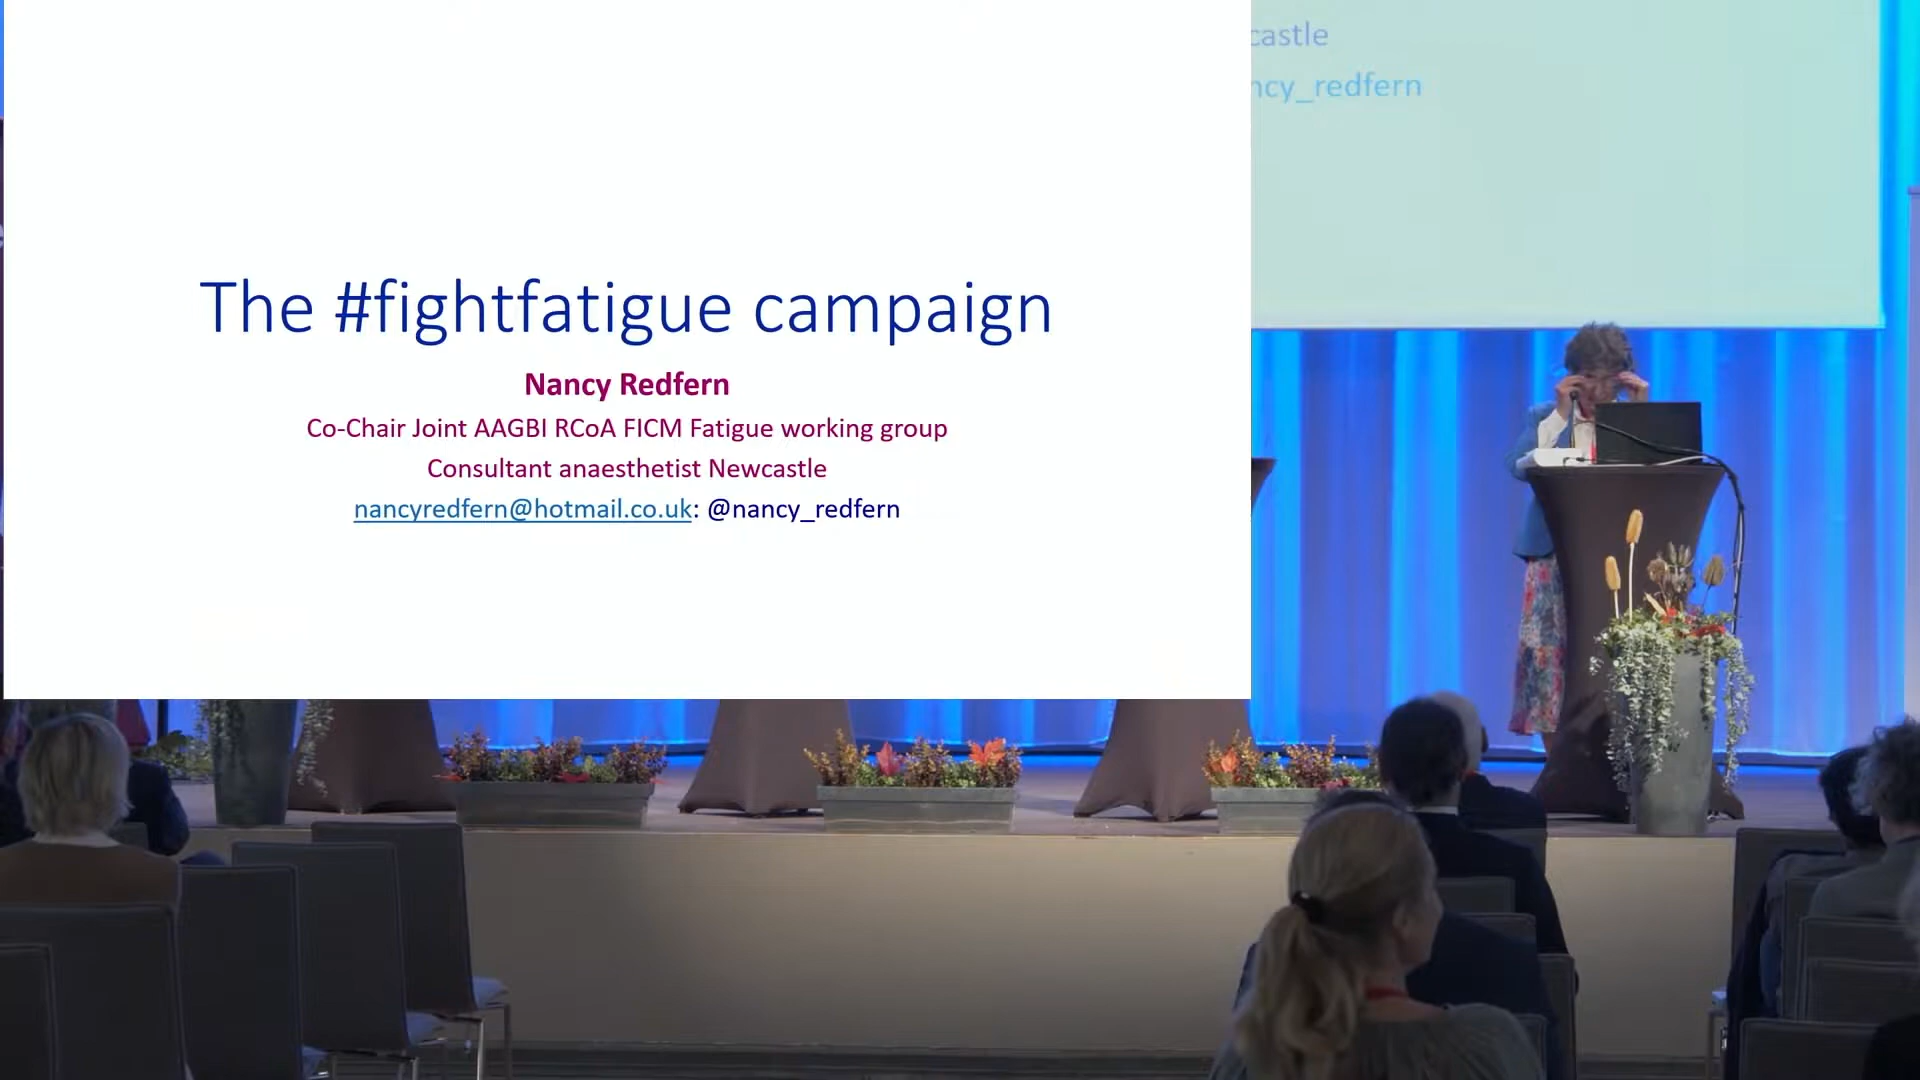 The #fightfatigue campaign
Nancy Redfern
Co-Chair Joint AAGBI RCoA FICM Fatigue working group
Consultant anaesthetist Newcastle
nancyredfern@hotmail.co.uk: @nancy_redfern
castle
ncy_redfern